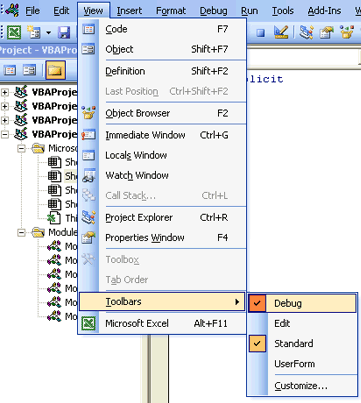 File Edit View Insert Format Debug Run Tools Add-Ins
Project - VBAProje
Code F7
Object Shift+F7
Definition Shift+F2
Last Position Ctrl+Shift+F2
Object Browser F2
Immediate Window Ctrl+G
Locals Window
Watch Window
Call Stack... Ctrl+L
Project Explorer Ctrl+R
Properties Window F4
Toolbox
Tab Order
Toolbars
Microsoft Excel Alt+F11
Debug
Edit
Standard
UserForm
Customize...
plicit
VBAProje
VBAProje
VBAProje
VBAProje
Microso
She
She
She
She
Thi
Module
Mo
Mo
Mo
Mo
Mo
Mo